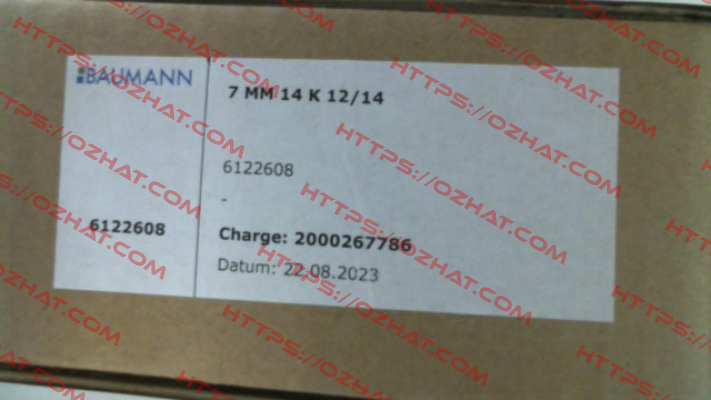 BAUMANN
6122608
7 MM 14 K 12/14
6122608
-
Charge: 2000267786
Datum: 22.08.2023
HTTPS://OZHAT.COM